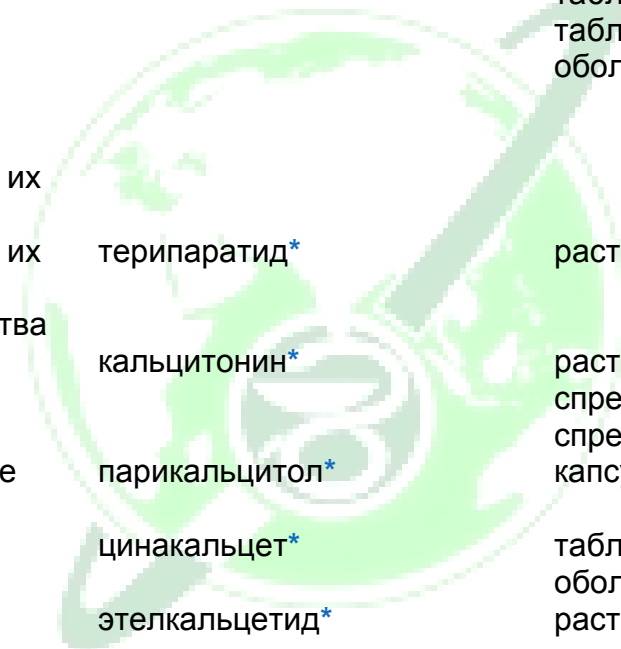 табл
обол
их
их терипаратид* раст
тва
кальцитонин* раст
спре
спре
е парикальцитол* капс
цинакальцет* табл
обол
этелкальцетид* раст